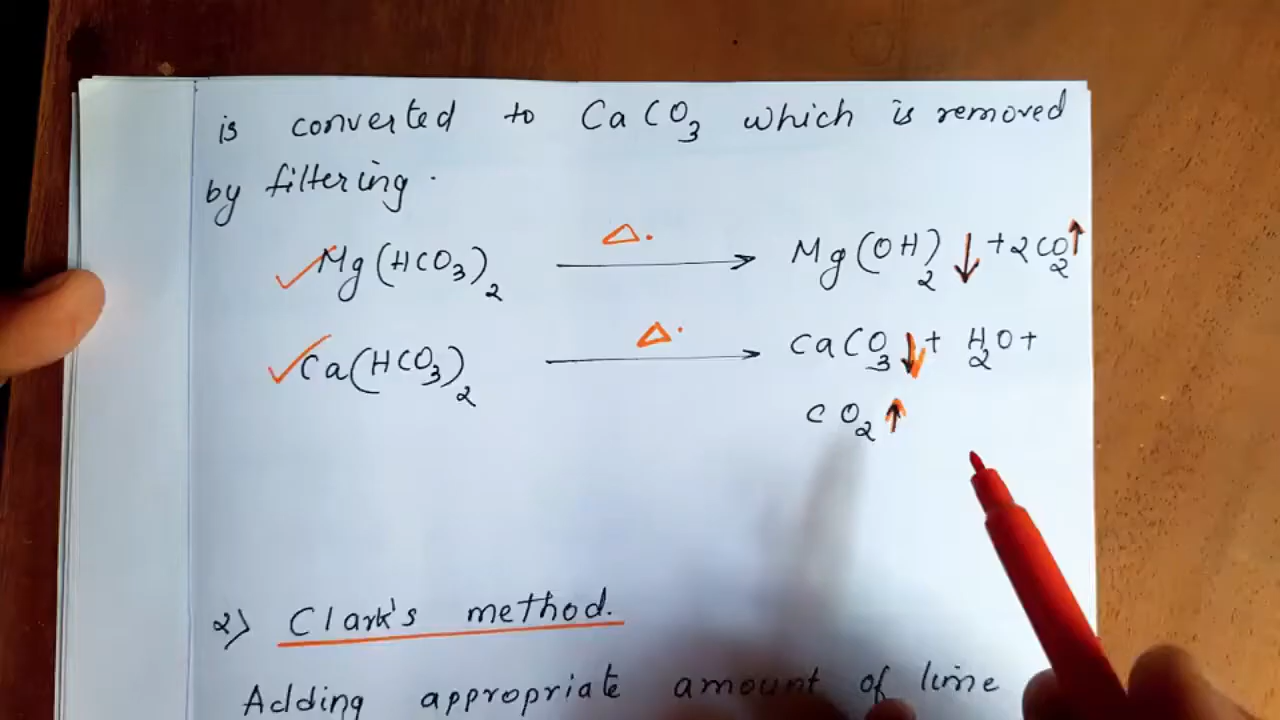 is converted to CaCO₃ which is removed
by filtering.
Mg(HCO₃)₂ —Δ.→ Mg(OH)₂↓ + 2CO₂↑
Ca(HCO₃)₂ —Δ.→ CaCO₃↓ + H₂O +
CO₂↑
2) Clark's method.
Adding appropriate amount of lime